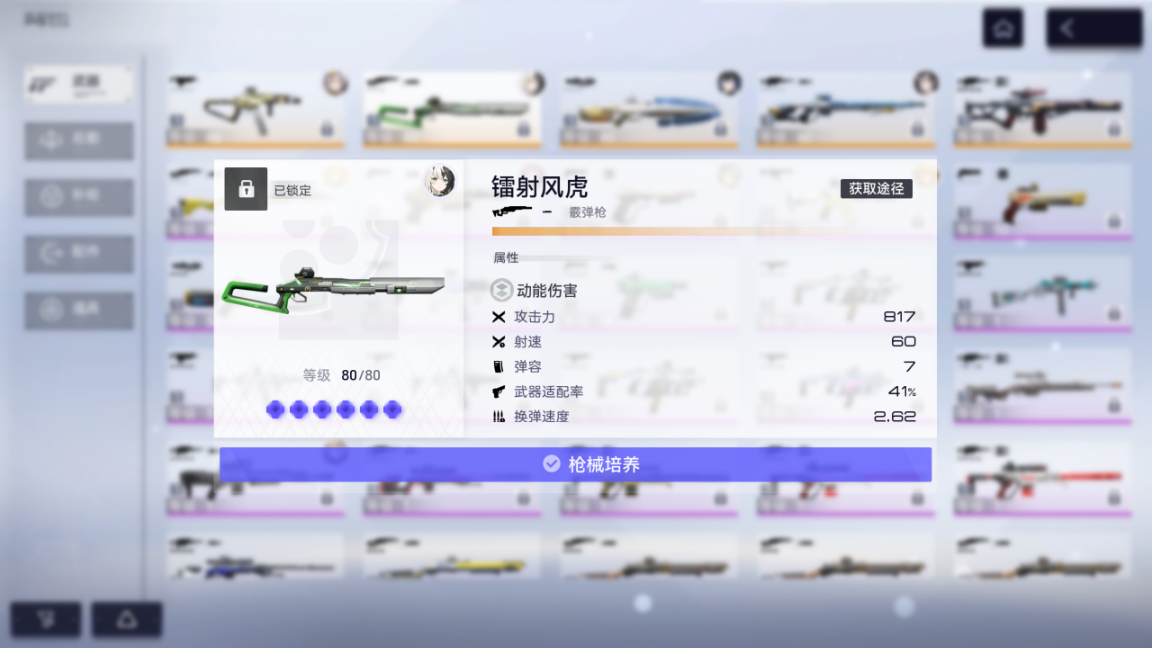 已锁定
镭射风虎
获取途径
霰弹枪
属性
动能伤害
攻击力 817
射速 60
弹容 7
武器适配率 41%
换弹速度 2.62
等级 80/80
枪械培养